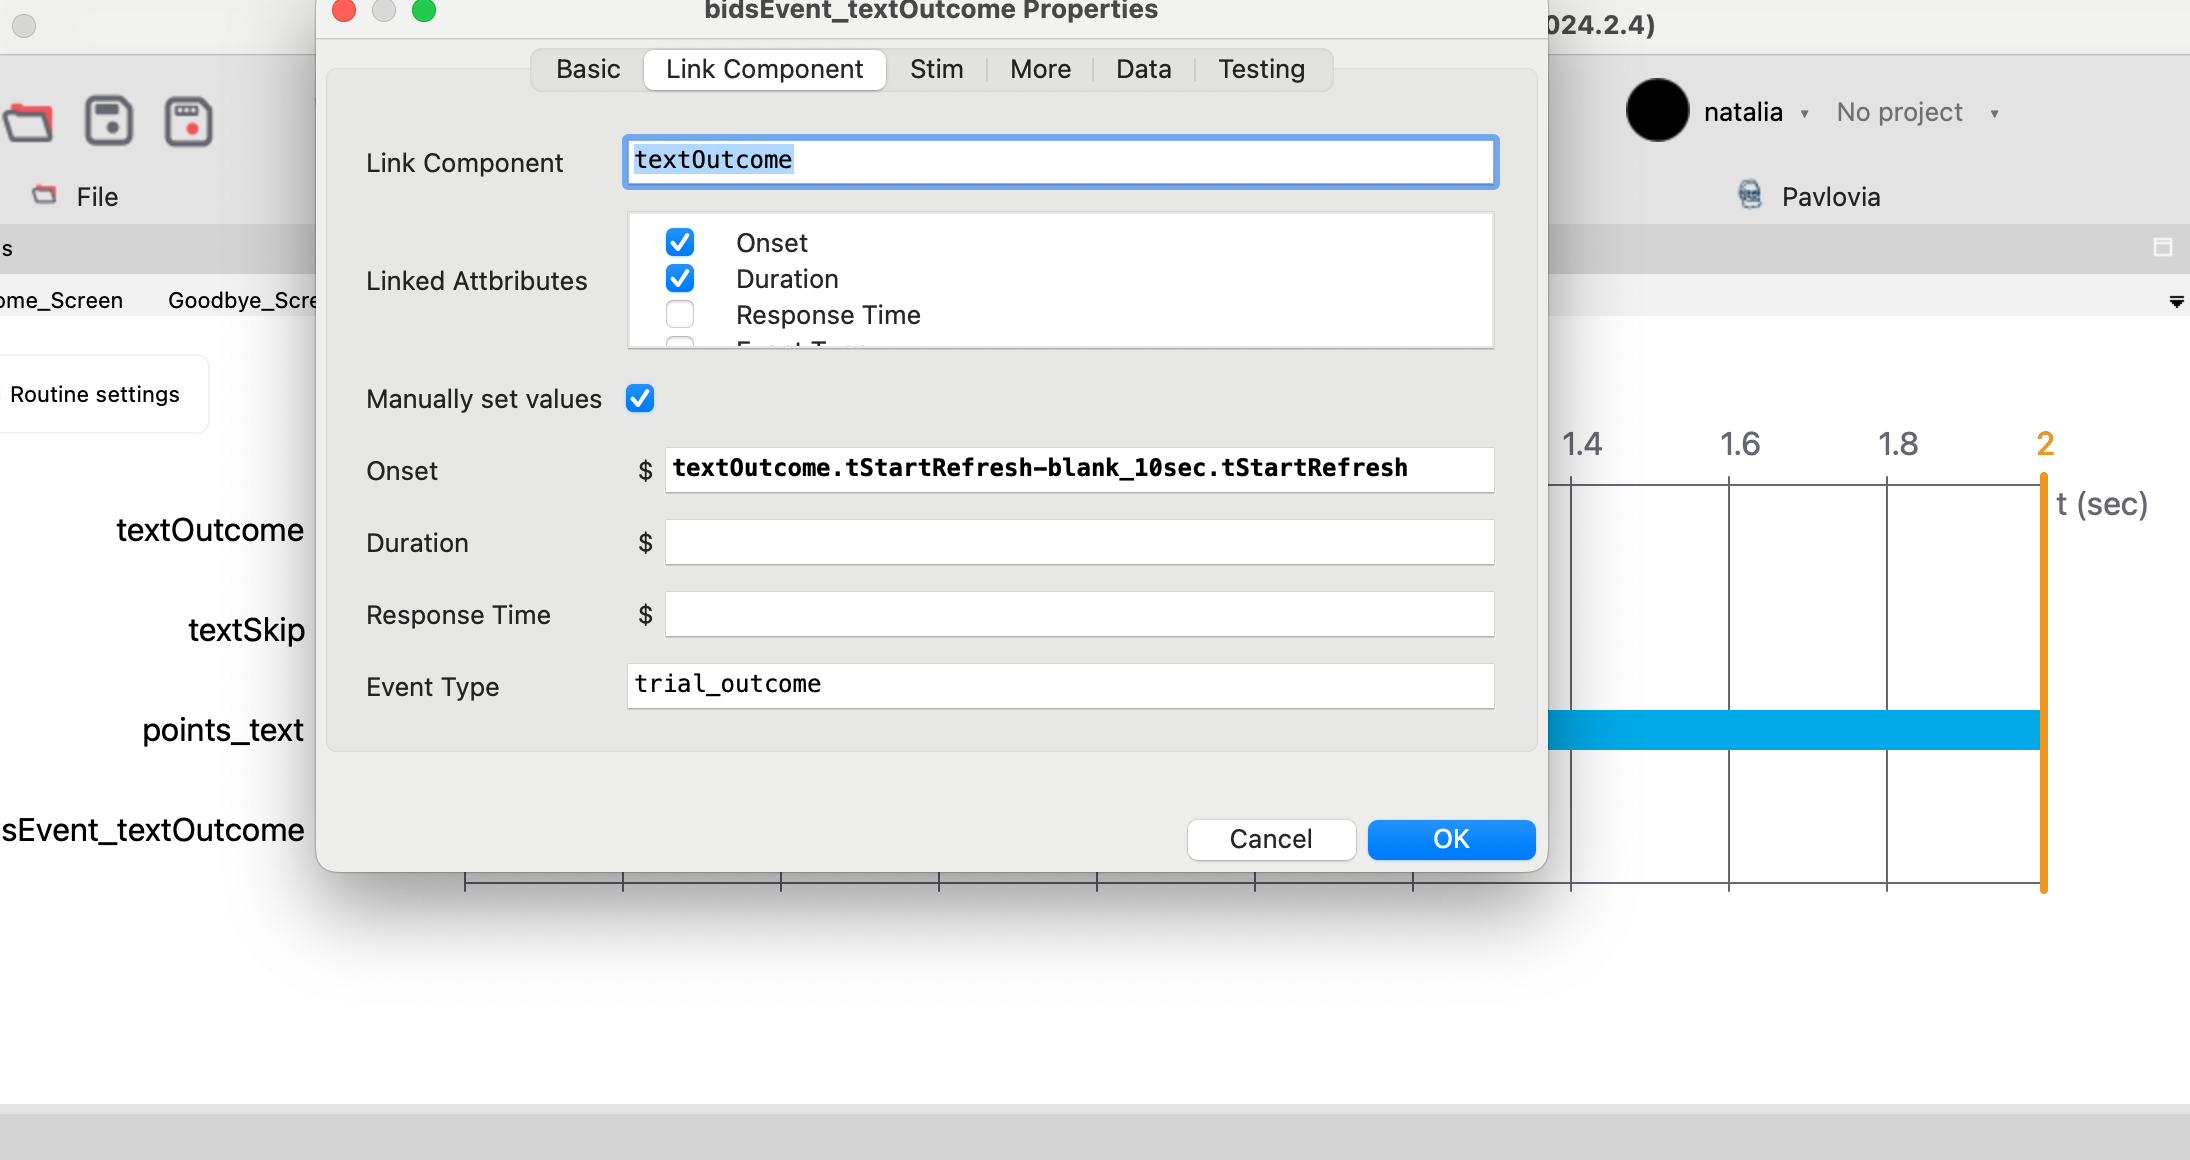 bidsEvent_textOutcome Properties
024.2.4)
Basic
Link Component
Stim
More
Data
Testing
natalia
No project
Link Component
textOutcome
File
Pavlovia
s
Onset
Linked Attbributes
Duration
ome_Screen
Goodbye_Scre
Response Time
Event Type
Routine settings
Manually set values
1.4
1.6
1.8
2
Onset
$
textOutcome.tStartRefresh-blank_10sec.tStartRefresh
t (sec)
textOutcome
Duration
$
textSkip
Response Time
$
Event Type
trial_outcome
points_text
sEvent_textOutcome
Cancel
OK